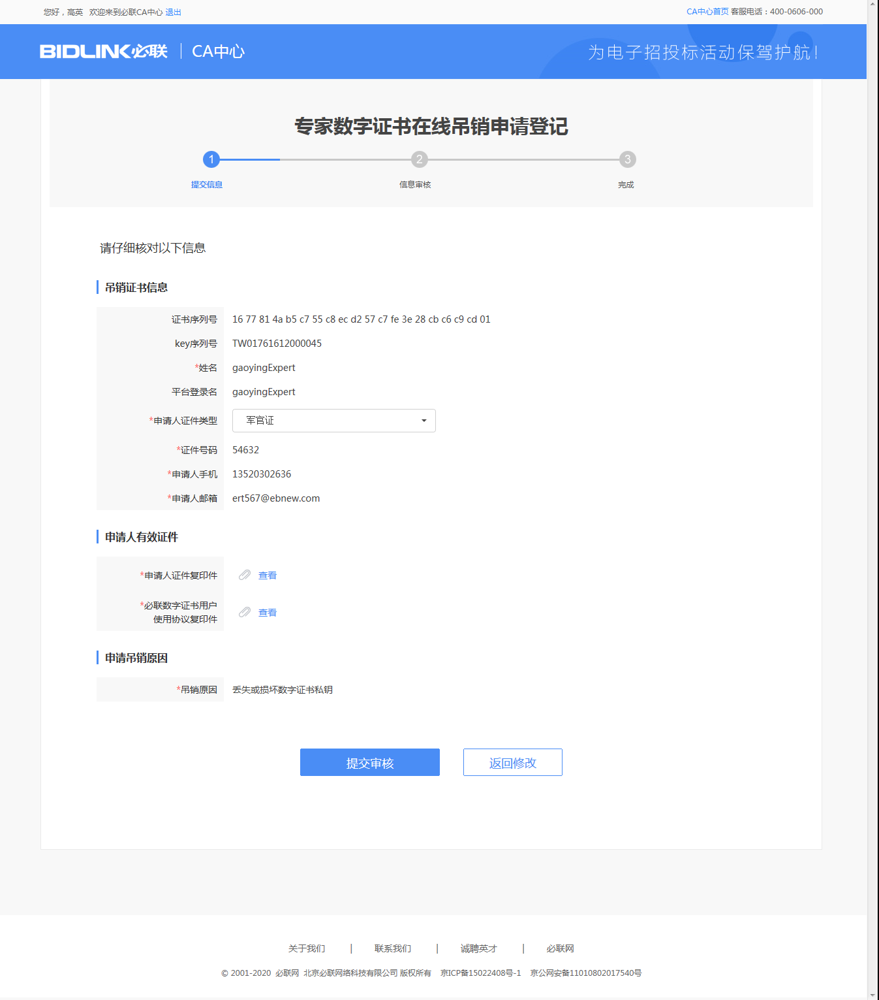 您好，高英 欢迎来到必联CA中心 退出
CA中心首页 客服电话：400-0606-000
BIDLINK必联 CA中心
为电子招投标活动保驾护航！
专家数字证书在线吊销申请登记
1 2 3
提交信息 信息审核 完成
请仔细核对以下信息
吊销证书信息
证书序列号 16 77 81 4a b5 c7 55 c8 ec d2 57 c7 fe 3e 28 cb c6 c9 cd 01
key序列号 TW01761612000045
*姓名 gaoyingExpert
平台登录名 gaoyingExpert
*申请人证件类型 军官证
*证件号码 54632
*申请人手机 13520302636
*申请人邮箱 ert567@ebnew.com
申请人有效证件
*申请人证件复印件 查看
*必联数字证书用户
使用协议复印件 查看
申请吊销原因
*吊销原因 丢失或损坏数字证书私钥
提交审核 返回修改
关于我们 | 联系我们 | 诚聘英才 | 必联网
© 2001-2020 必联网 北京必联网络科技有限公司 版权所有 京ICP备15022408号-1 京公网安备11010802017540号